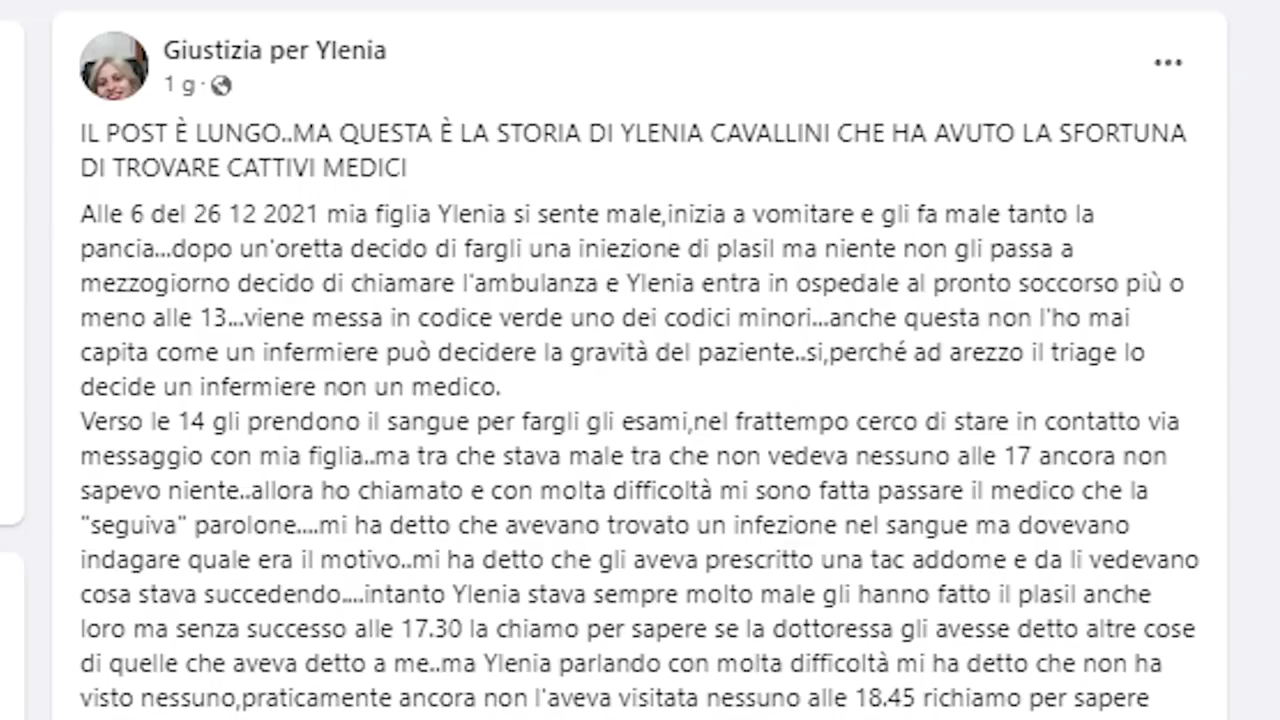 Giustizia per Ylenia
1 g ·
IL POST È LUNGO..MA QUESTA È LA STORIA DI YLENIA CAVALLINI CHE HA AVUTO LA SFORTUNA
DI TROVARE CATTIVI MEDICI
Alle 6 del 26 12 2021 mia figlia Ylenia si sente male,inizia a vomitare e gli fa male tanto la
pancia...dopo un'oretta decido di fargli una iniezione di plasil ma niente non gli passa a
mezzogiorno decido di chiamare l'ambulanza e Ylenia entra in ospedale al pronto soccorso più o
meno alle 13...viene messa in codice verde uno dei codici minori...anche questa non l'ho mai
capita come un infermiere può decidere la gravità del paziente..si,perché ad arezzo il triage lo
decide un infermiere non un medico.
Verso le 14 gli prendono il sangue per fargli gli esami,nel frattempo cerco di stare in contatto via
messaggio con mia figlia..ma tra che stava male tra che non vedeva nessuno alle 17 ancora non
sapevo niente..allora ho chiamato e con molta difficoltà mi sono fatta passare il medico che la
"seguiva" parolone....mi ha detto che avevano trovato un infezione nel sangue ma dovevano
indagare quale era il motivo..mi ha detto che gli aveva prescritto una tac addome e da li vedevano
cosa stava succedendo....intanto Ylenia stava sempre molto male gli hanno fatto il plasil anche
loro ma senza successo alle 17.30 la chiamo per sapere se la dottoressa gli avesse detto altre cose
di quelle che aveva detto a me..ma Ylenia parlando con molta difficoltà mi ha detto che non ha
visto nessuno,praticamente ancora non l'aveva visitata nessuno alle 18.45 richiamo per sapere